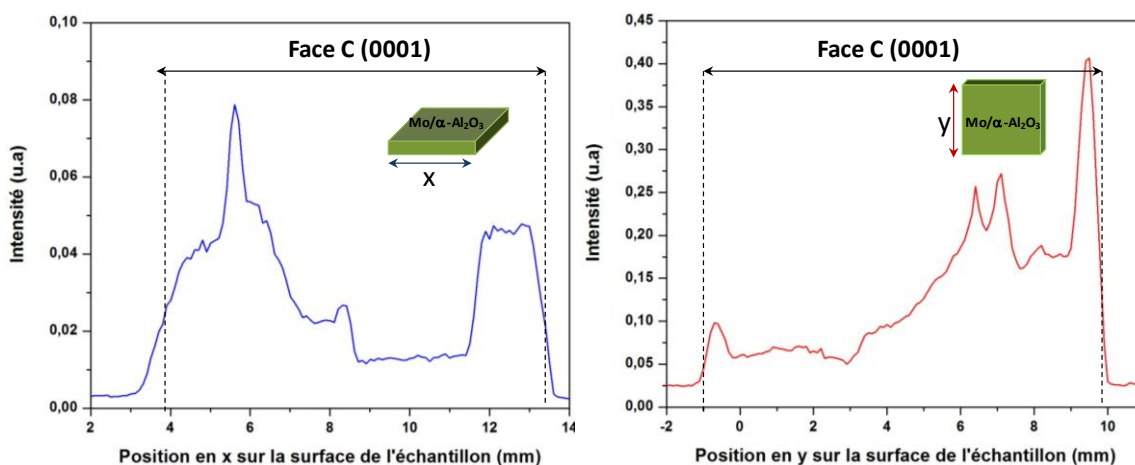 0,10
0,08
0,06
0,04
0,02
0,00
Intensité (u.a)
Face C (0001)
Mo/α-Al₂O₃
X
2 4 6 8 10 12 14
Position en x sur la surface de l'échantillon (mm)
0,45
0,40
0,35
0,30
0,25
0,20
0,15
0,10
0,05
0,00
Intensité (u.a)
Face C (0001)
y
Mo/α-Al₂O₃
-2 0 2 4 6 8 10
Position en y sur la surface de l'échantillon (mm)